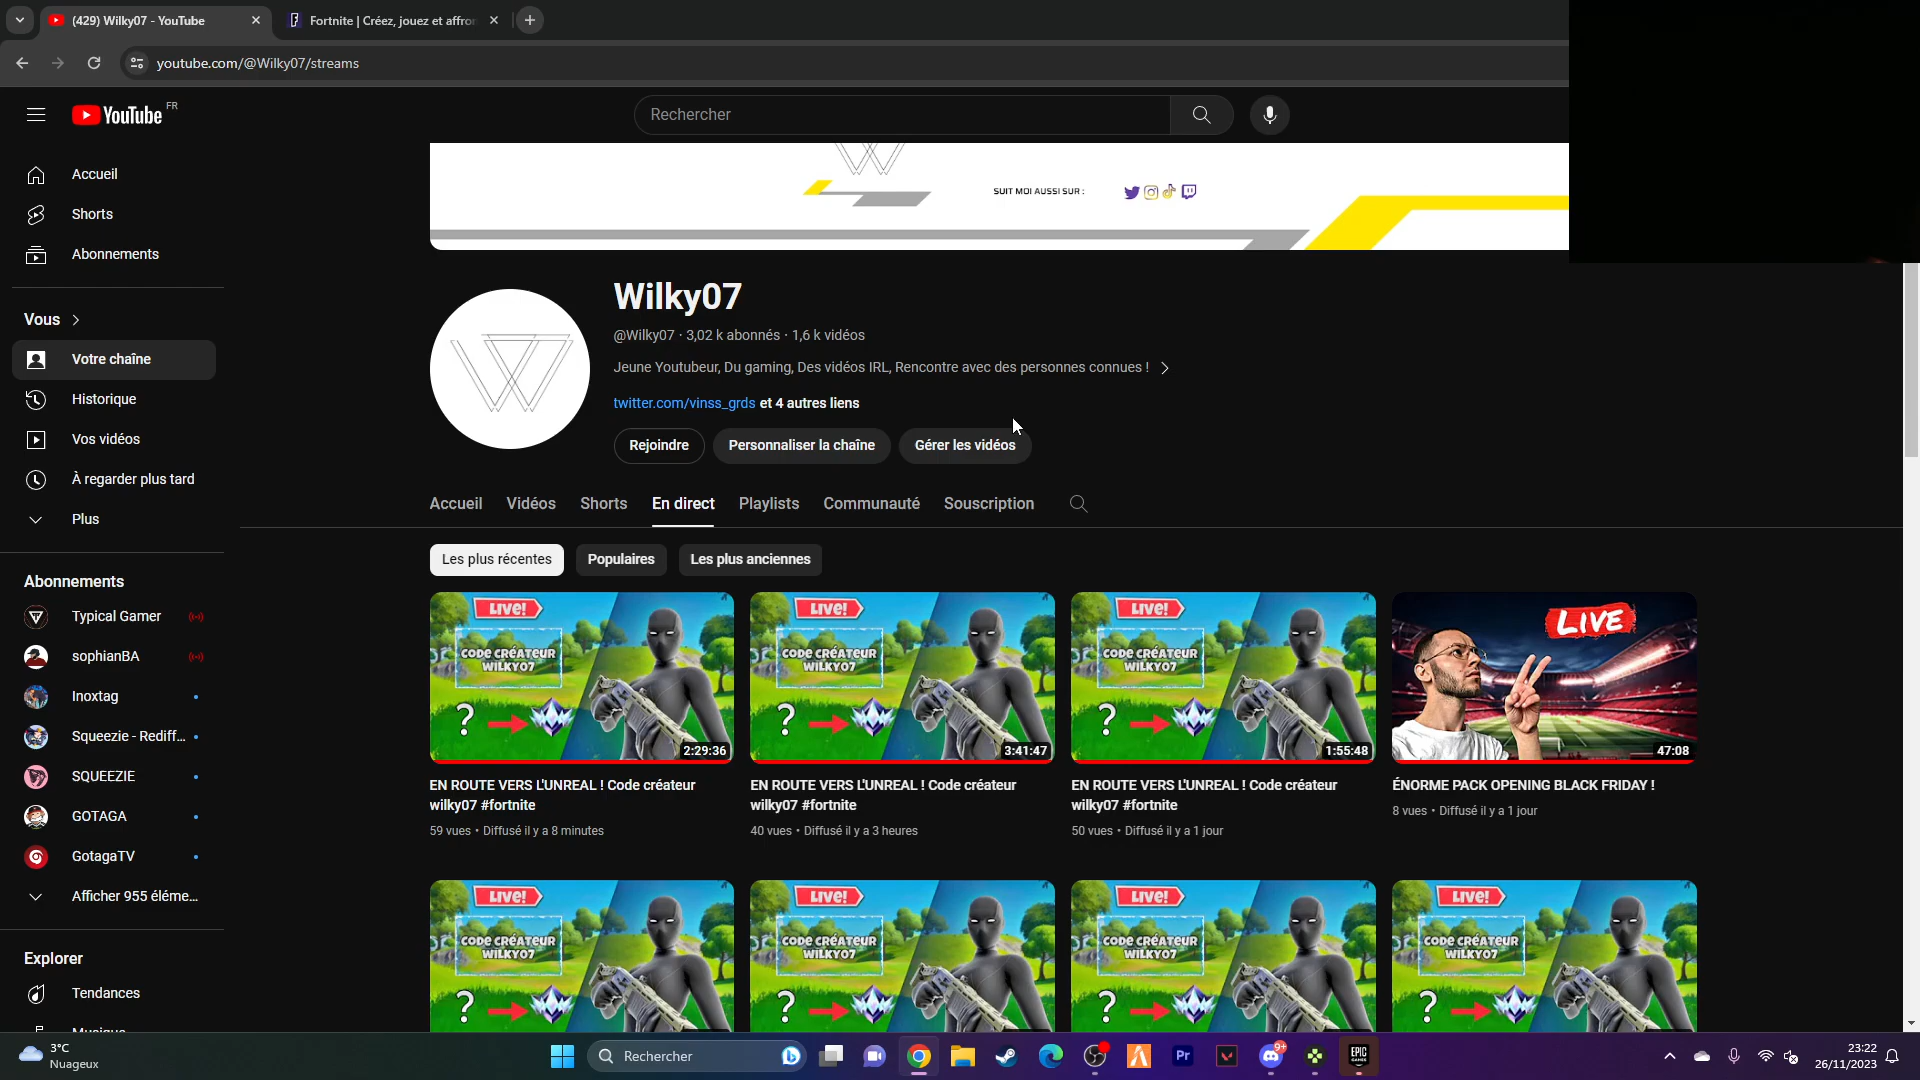 (429) Wilky07 - YouTube
Fortnite | Créez, jouez et affron
youtube.com/@Wilky07/streams
YouTube FR
Rechercher
Accueil
Shorts
Abonnements
Vous
Votre chaîne
Historique
Vos vidéos
À regarder plus tard
Plus
Abonnements
Typical Gamer
sophianBA
Inoxtag
Squeezie - Rediff...
SQUEEZIE
GOTAGA
GotagaTV
Afficher 955 éléme...
Explorer
Tendances
SUIT MOI AUSSI SUR :
Wilky07
@Wilky07 · 3,02 k abonnés · 1,6 k vidéos
Jeune Youtubeur, Du gaming, Des vidéos IRL, Rencontre avec des personnes connues !
twitter.com/vinss_grds et 4 autres liens
Rejoindre Personnaliser la chaîne Gérer les vidéos
Accueil Vidéos Shorts En direct Playlists Communauté Souscription
Les plus récentes Populaires Les plus anciennes
LIVE!
CODE CRÉATEUR
WILKY07
?
2:29:36
EN ROUTE VERS L'UNREAL ! Code créateur
wilky07 #fortnite
59 vues • Diffusé il y a 8 minutes
LIVE!
CODE CRÉATEUR
WILKY07
?
3:41:47
EN ROUTE VERS L'UNREAL ! Code créateur
wilky07 #fortnite
40 vues • Diffusé il y a 3 heures
LIVE!
CODE CRÉATEUR
WILKY07
?
1:55:48
EN ROUTE VERS L'UNREAL ! Code créateur
wilky07 #fortnite
50 vues • Diffusé il y a 1 jour
LIVE
47:08
ÉNORME PACK OPENING BLACK FRIDAY !
8 vues • Diffusé il y a 1 jour
LIVE!
CODE CRÉATEUR
WILKY07
?
LIVE!
CODE CRÉATEUR
WILKY07
?
LIVE!
CODE CRÉATEUR
WILKY07
?
LIVE!
CODE CRÉATEUR
WILKY07
?
3°C
Nuageux
Rechercher
Pr
9+
EPIC
GAMES
23:22
26/11/2023